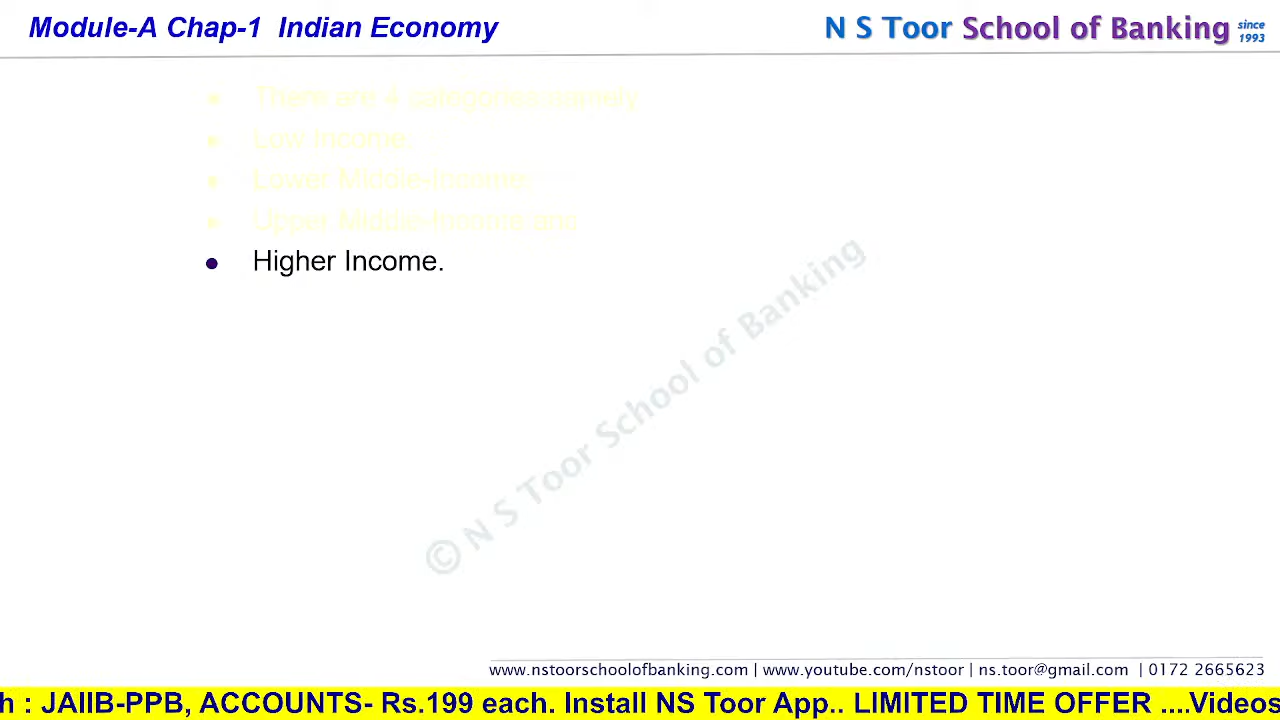 Module-A Chap-1 Indian Economy
N S Toor School of Banking since 1993
There are 4 categories namely
Low Income.
Lower Middle-Income,
Upper Middle-Income and
Higher Income.
© N S Toor School of Banking
www.nstoorschoolofbanking.com | www.youtube.com/nstoor | ns.toor@gmail.com | 0172 2665623
h : JAIIB-PPB, ACCOUNTS- Rs.199 each. Install NS Toor App.. LIMITED TIME OFFER ....Videos